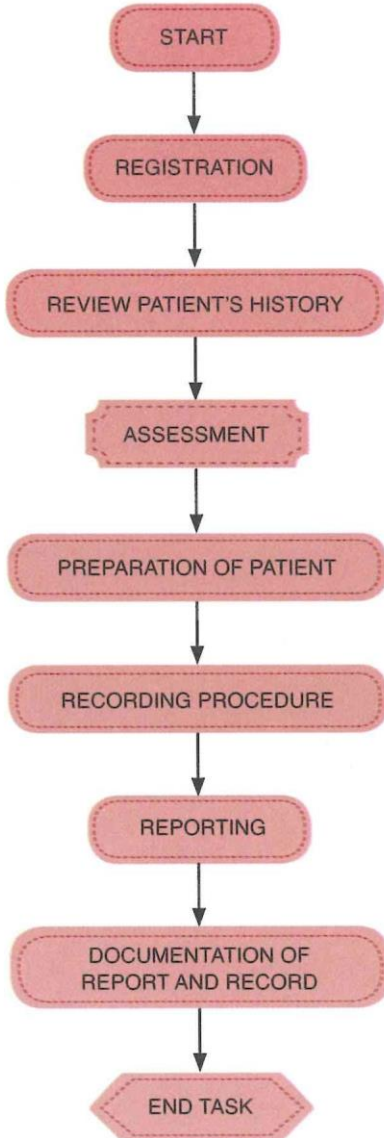 START
REGISTRATION
REVIEW PATIENT'S HISTORY
ASSESSMENT
PREPARATION OF PATIENT
RECORDING PROCEDURE
REPORTING
DOCUMENTATION OF
REPORT AND RECORD
END TASK